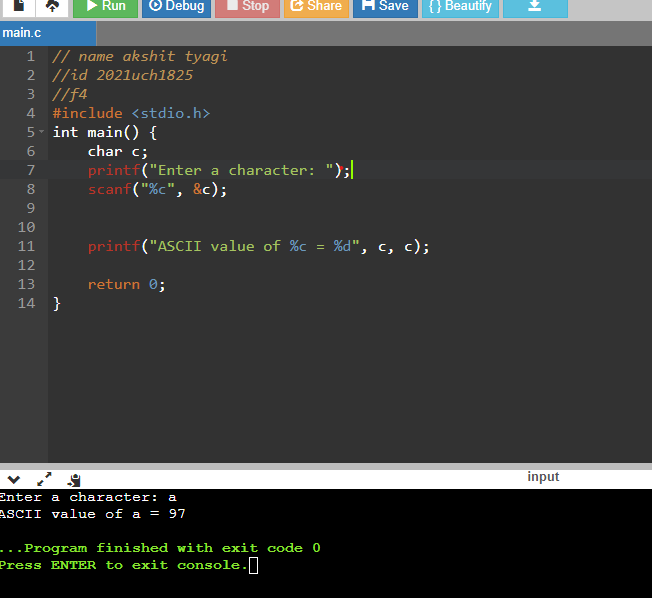 Run Debug Stop Share Save { } Beautify
main.c
1 // name akshit tyagi
2 //id 2021uch1825
3 //f4
4 #include <stdio.h>
5 int main() {
6 char c;
7 printf("Enter a character: ");
8 scanf("%c", &c);
9
10
11 printf("ASCII value of %c = %d", c, c);
12
13 return 0;
14 }
input
Enter a character: a
ASCII value of a = 97
...Program finished with exit code 0
Press ENTER to exit console.